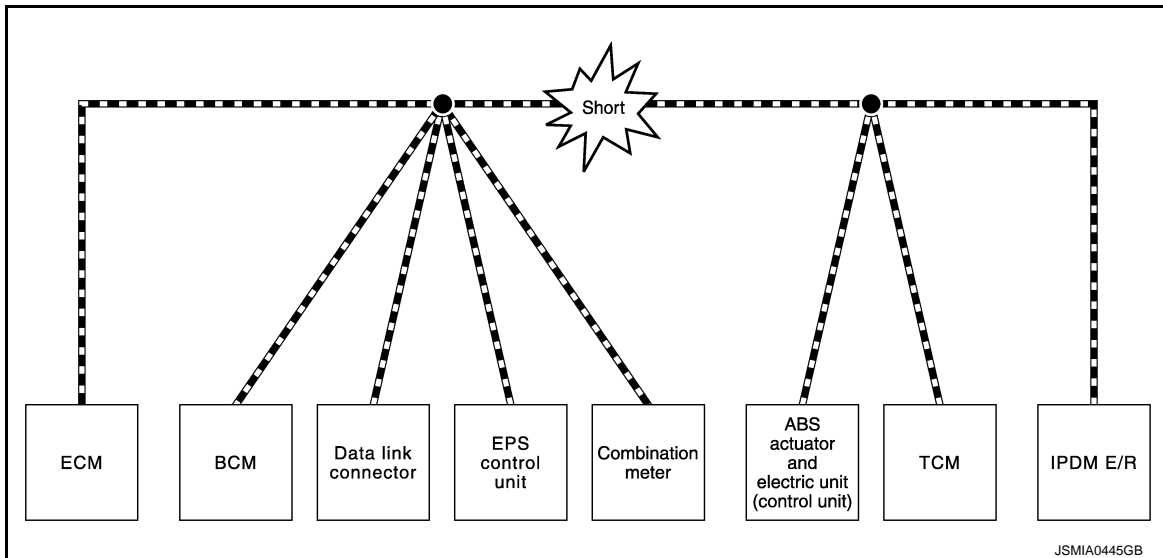 Short
ECM
BCM
Data link
connector
EPS
control
unit
Combination
meter
ABS
actuator
and
electric unit
(control unit)
TCM
IPDM E/R
JSMIA0445GB